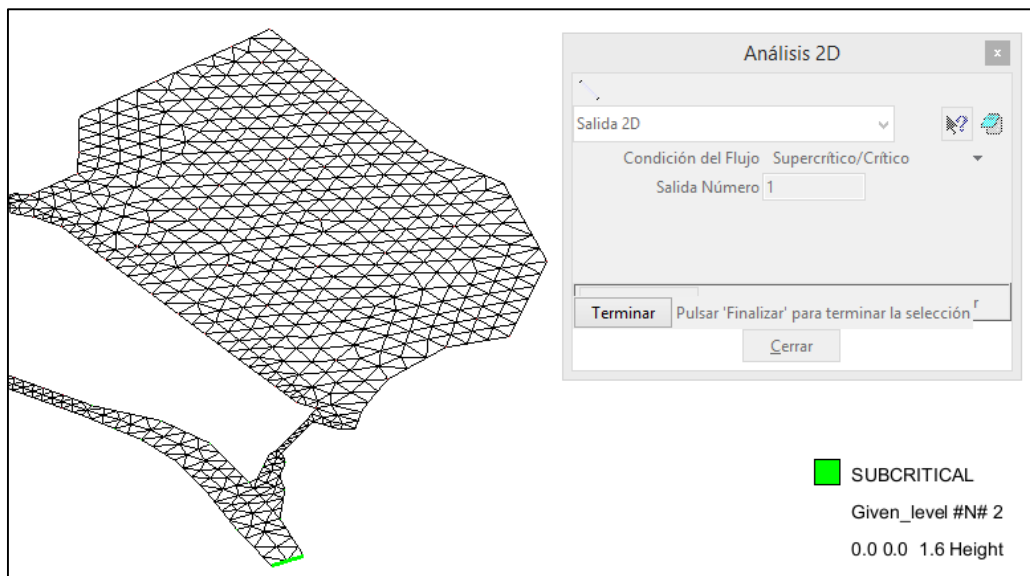 Análisis 2D
x
Salida 2D
Condición del Flujo Supercrítico/Crítico
Salida Número 1
Terminar Pulsar 'Finalizar' para terminar la selección
Cerrar
SUBCRITICAL
Given_level #N# 2
0.0 0.0 1.6 Height